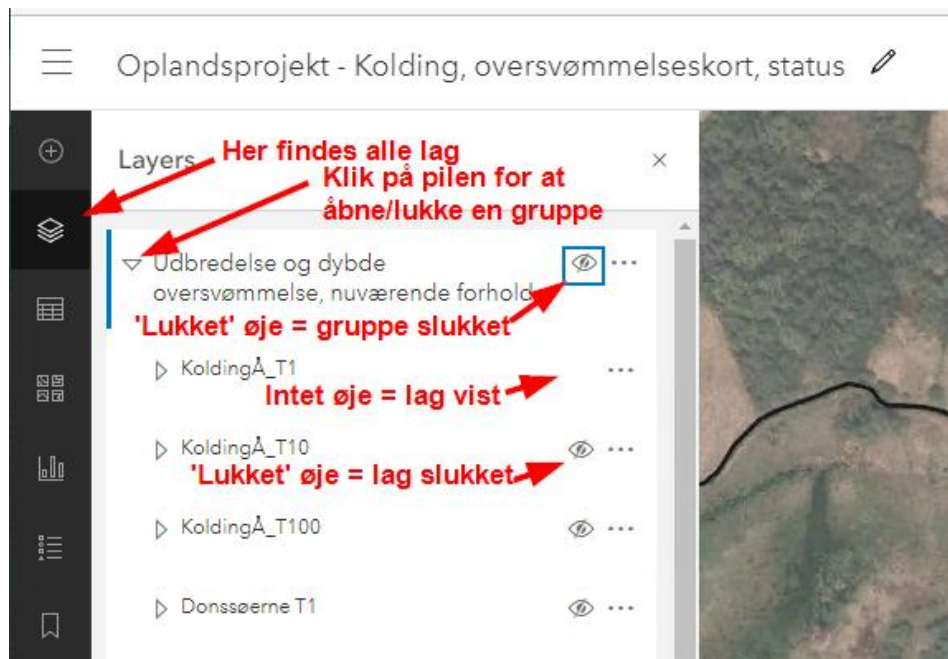 Oplandsprojekt - Kolding, oversvømmelseskort, status
Layers
Her findes alle lag
Klik på pilen for at
åbne/lukke en gruppe
Udbredelse og dybde
oversvømmelse, nuværende forhold
'Lukket' øje = gruppe slukket
KoldingÅ_T1
Intet øje = lag vist
KoldingÅ_T10
'Lukket' øje = lag slukket
KoldingÅ_T100
Donssøerne T1